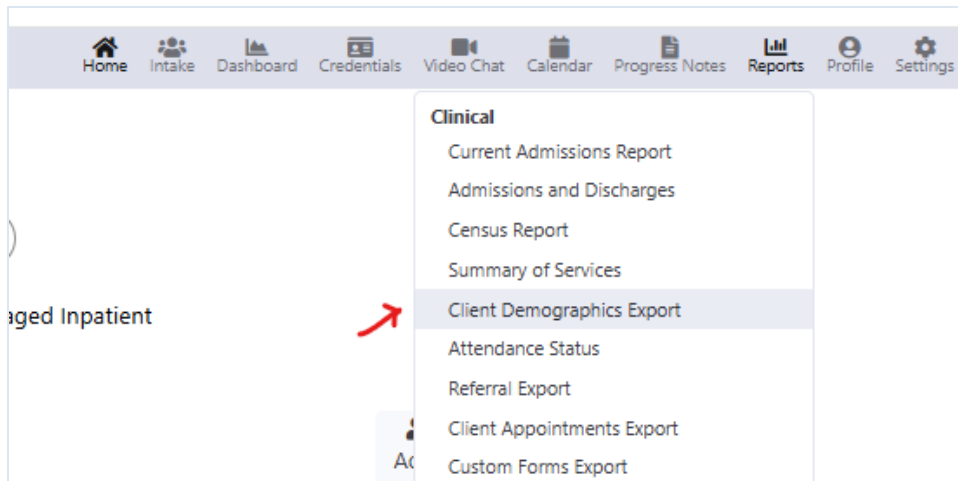 Home Intake Dashboard Credentials Video Chat Calendar Progress Notes Reports Profile Settings
Clinical
Current Admissions Report
Admissions and Discharges
Census Report
Summary of Services
aged Inpatient
Client Demographics Export
Attendance Status
Referral Export
Client Appointments Export
Ac
Custom Forms Export